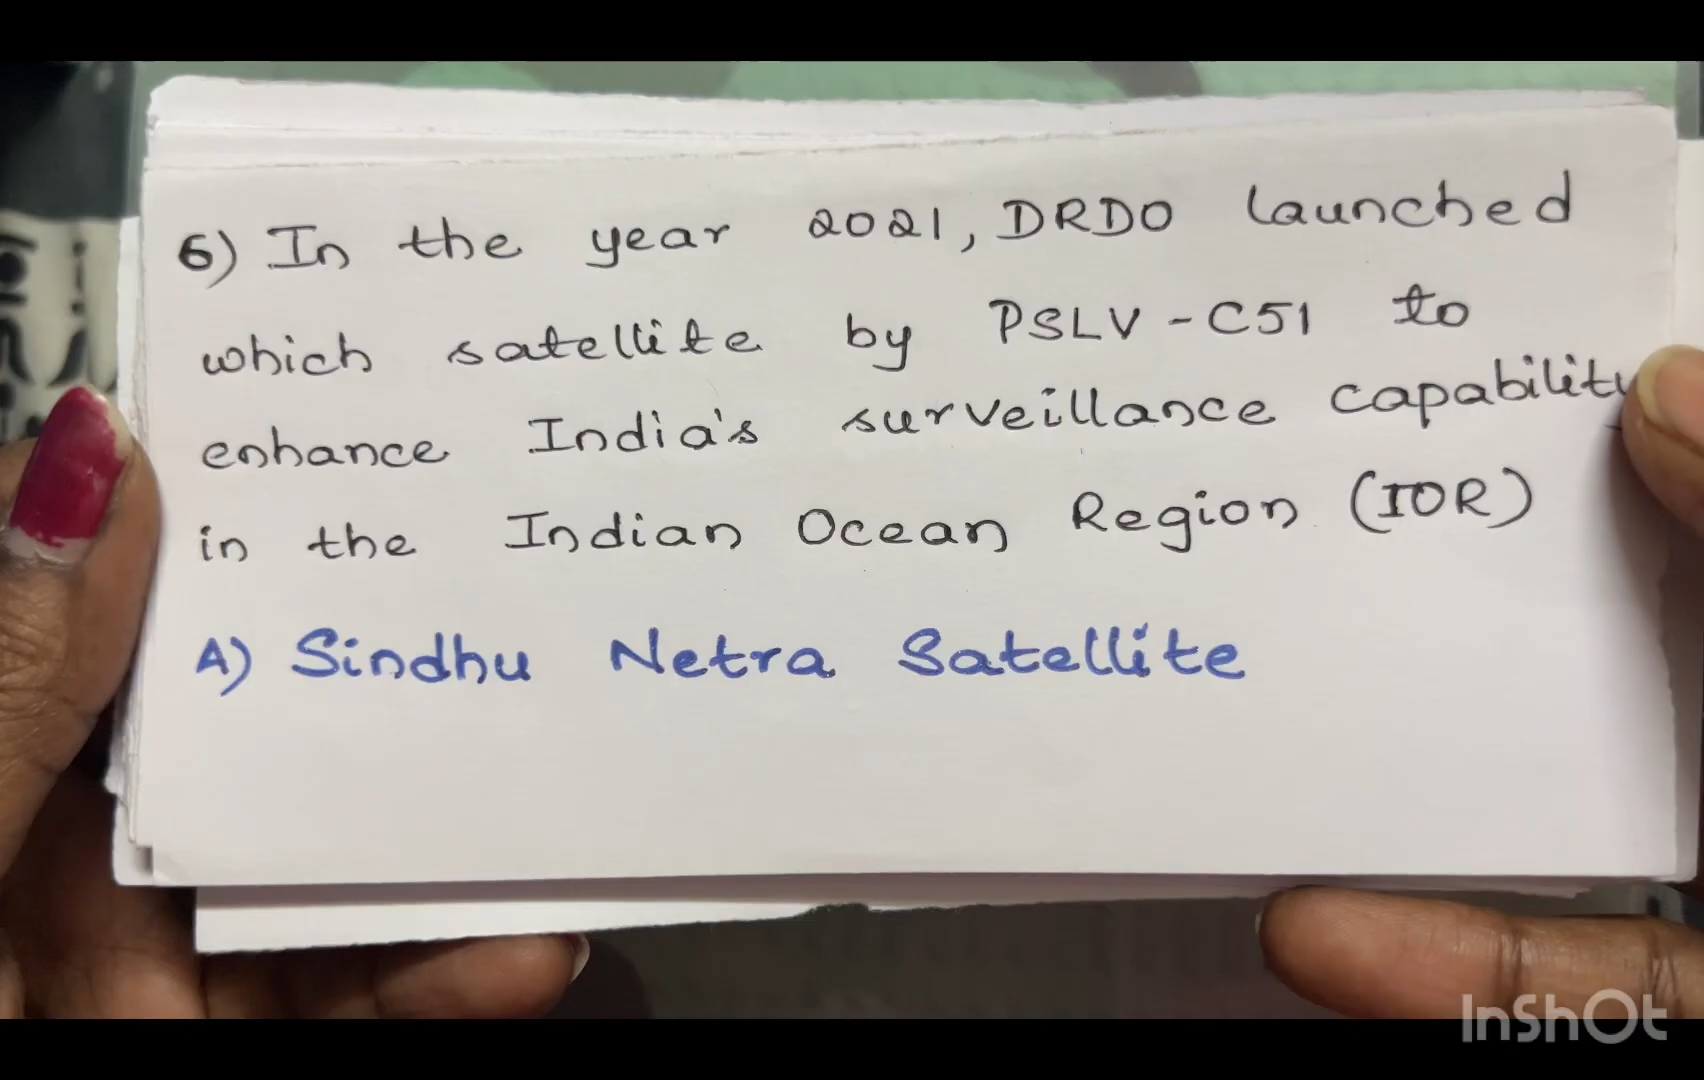 6) In the year 2021, DRDO launched
which satellite by PSLV - C51 to
enhance India's surveillance capability
in the Indian Ocean Region (IOR)
A) Sindhu Netra Satellite
InShOt